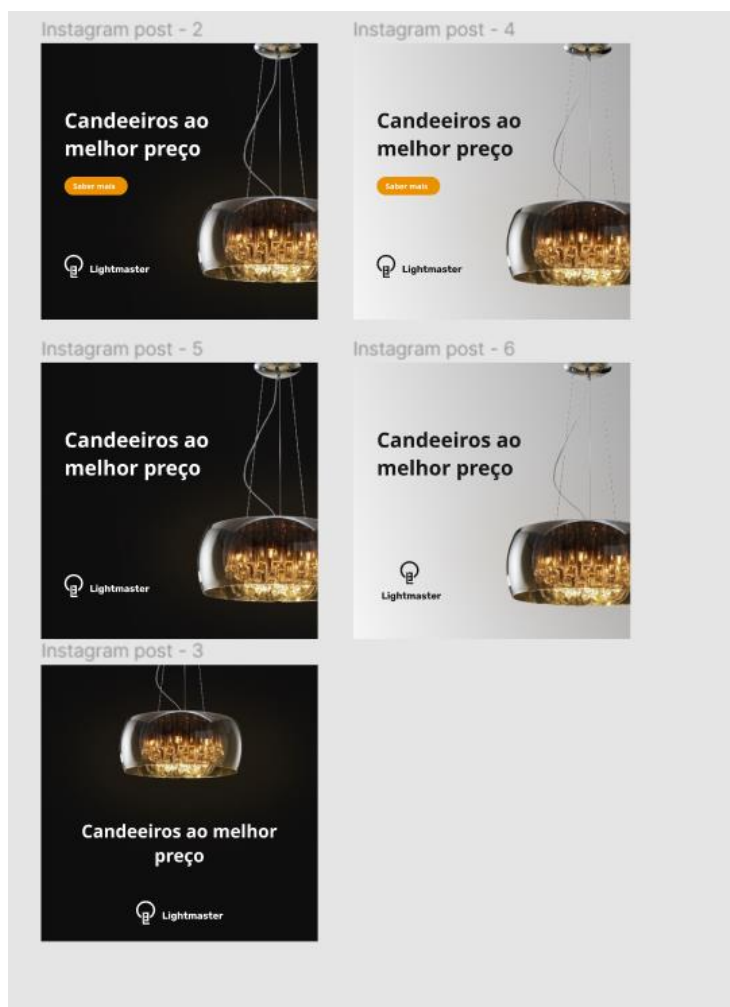 Instagram post - 2
Candeeiros ao
melhor preço
Saber mais
Lightmaster
Instagram post - 4
Candeeiros ao
melhor preço
Saber mais
Lightmaster
Instagram post - 5
Candeeiros ao
melhor preço
Lightmaster
Instagram post - 6
Candeeiros ao
melhor preço
Lightmaster
Instagram post - 3
Candeeiros ao melhor
preço
Lightmaster